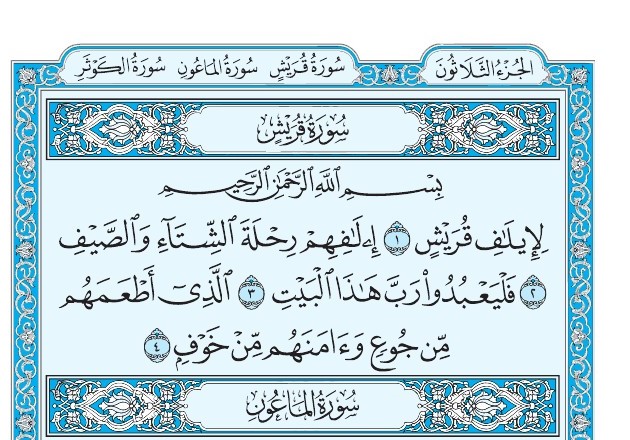 الجُزْءُ الثَّلَاثُونَ سُورَةُ قُرَيْشٍ سُورَةُ المَاعُونِ سُورَةُ الكَوْثَرِ
سُورَةُ قُرَيْشٍ
بِسْمِ ٱللَّهِ ٱلرَّحْمَٰنِ ٱلرَّحِيمِ
لِإِيلَٰفِ قُرَيْشٍ ١ إِۦلَٰفِهِمْ رِحْلَةَ ٱلشِّتَآءِ وَٱلصَّيْفِ
٢ فَلْيَعْبُدُوا۟ رَبَّ هَٰذَا ٱلْبَيْتِ ٣ ٱلَّذِىٓ أَطْعَمَهُم
مِّن جُوعٍ وَءَامَنَهُم مِّنْ خَوْفٍۭ ٤
سُورَةُ المَاعُونِ